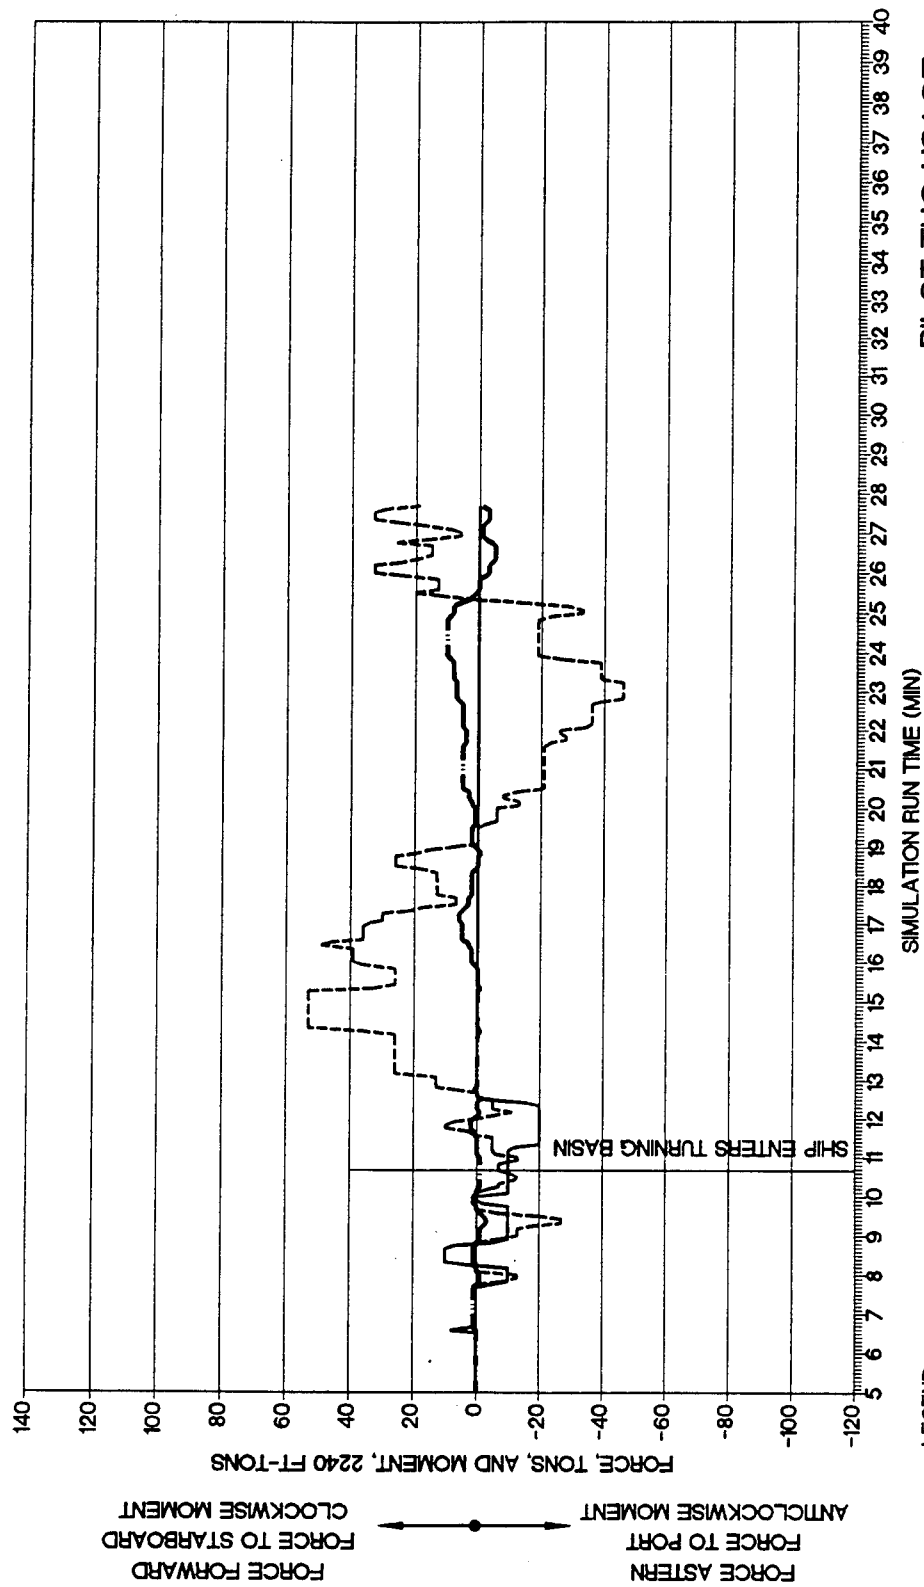 140
120
100
80
60
40
20
0
-20
-40
-60
-80
-100
-120
FORCE, TONS, AND MOMENT, 2240 FT-TONS
FORCE FORWARD
FORCE TO STARBOARD
CLOCKWISE MOMENT
FORCE ASTERN
FORCE TO PORT
ANTICLOCKWISE MOMENT
SHIP ENTERS TURNING BASIN
5 6 7 8 9 10 11 12 13 14 15 16 17 18 19 20 21 22 23 24 25 26 27 28 29 30 31 32 33 34 35 36 37 38 39 40
SIMULATION RUN TIME (MIN)